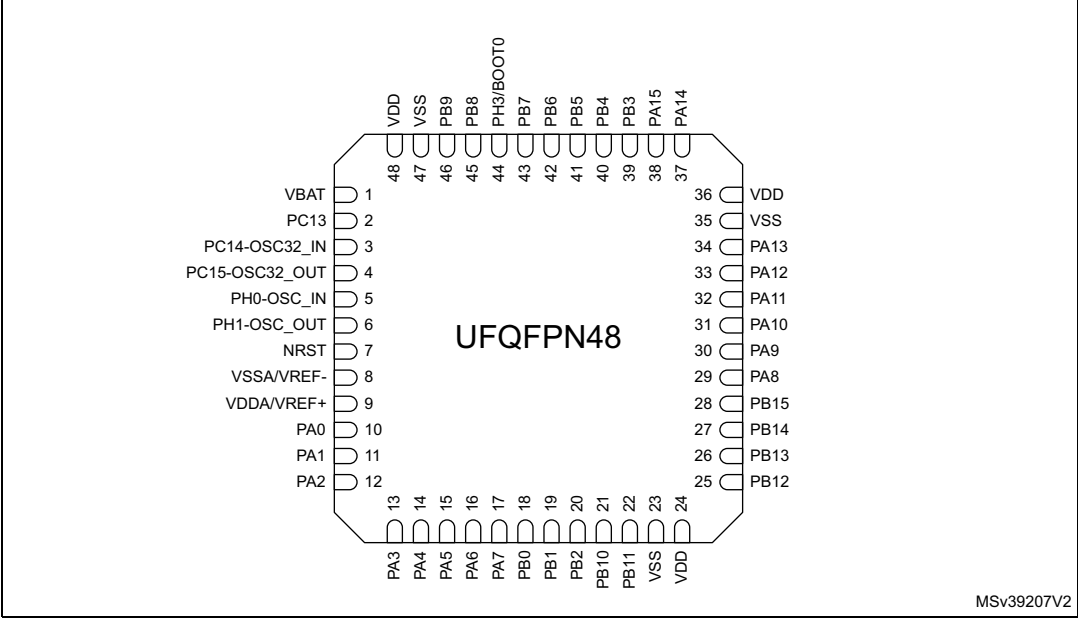 VDD
VSS
PB9
PB8
PH3/BOOT0
PB7
PB6
PB5
PB4
PB3
PA15
PA14
48
47
46
45
44
43
42
41
40
39
38
37
VBAT 1
PC13 2
PC14-OSC32_IN 3
PC15-OSC32_OUT 4
PH0-OSC_IN 5
PH1-OSC_OUT 6
NRST 7
VSSA/VREF- 8
VDDA/VREF+ 9
PA0 10
PA1 11
PA2 12
UFQFPN48
36 VDD
35 VSS
34 PA13
33 PA12
32 PA11
31 PA10
30 PA9
29 PA8
28 PB15
27 PB14
26 PB13
25 PB12
13
14
15
16
17
18
19
20
21
22
23
24
PA3
PA4
PA5
PA6
PA7
PB0
PB1
PB2
PB10
PB11
VSS
VDD
MSv39207V2